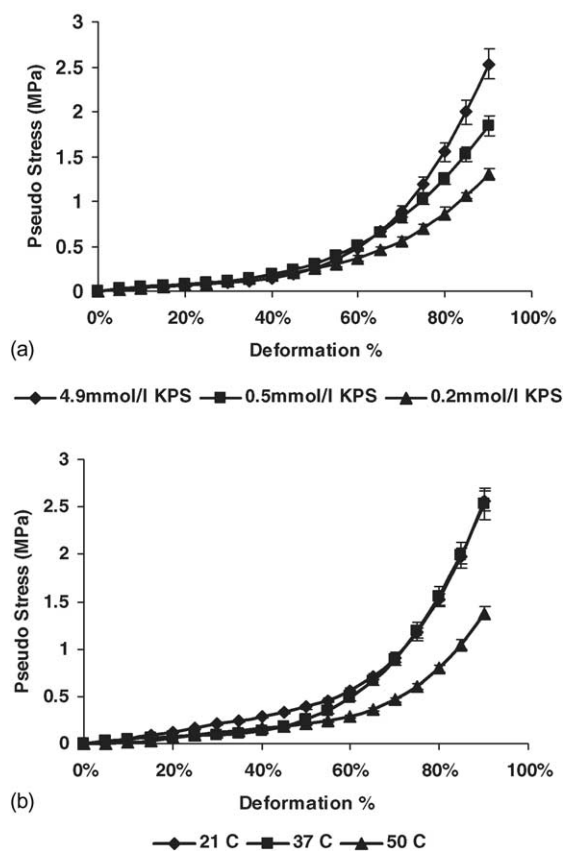 3
2.5
2
1.5
1
0.5
0
Pseudo Stress (MPa)
0% 20% 40% 60% 80% 100%
(a)
Deformation %
4.9mmol/l KPS 0.5mmol/l KPS 0.2mmol/l KPS
3
2.5
2
1.5
1
0.5
0
Pseudo Stress (MPa)
0% 20% 40% 60% 80% 100%
(b)
Deformation %
21 C 37 C 50 C